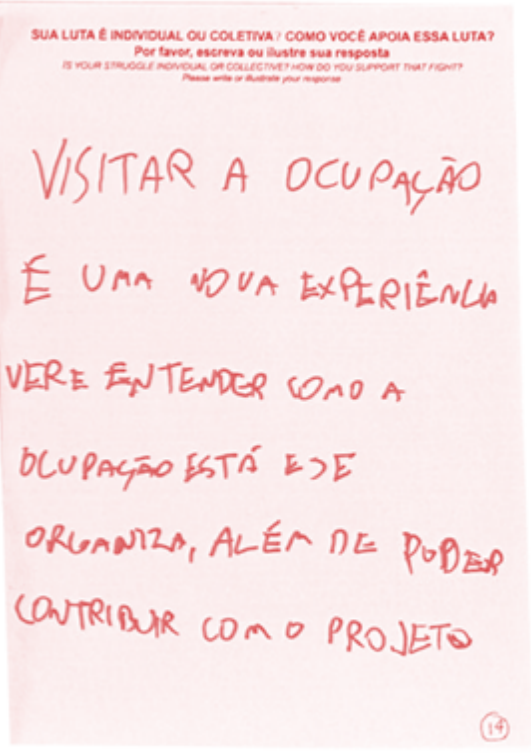 SUA LUTA É INDIVIDUAL OU COLETIVA? COMO VOCÊ APOIA ESSA LUTA?
Por favor, escreva ou ilustre sua resposta
IS YOUR STRUGGLE INDIVIDUAL OR COLLECTIVE? HOW DO YOU SUPPORT THAT FIGHT?
Please write or illustrate your response
VISITAR A OCUPAÇÃO
É UMA NOVA EXPERIÊNCIA
VER E ENTENDER COMO A
OCUPAÇÃO ESTÁ E SE
ORGANIZA, ALÉM DE PODER
CONTRIBUIR COM O PROJETO
14